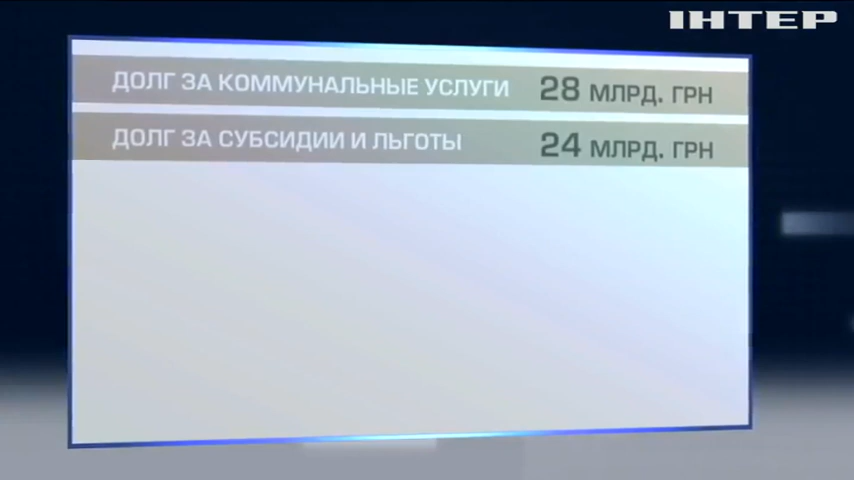 ІНТЕР
ДОЛГ ЗА КОММУНАЛЬНЫЕ УСЛУГИ 28 МЛРД. ГРН
ДОЛГ ЗА СУБСИДИИ И ЛЬГОТЫ 24 МЛРД. ГРН